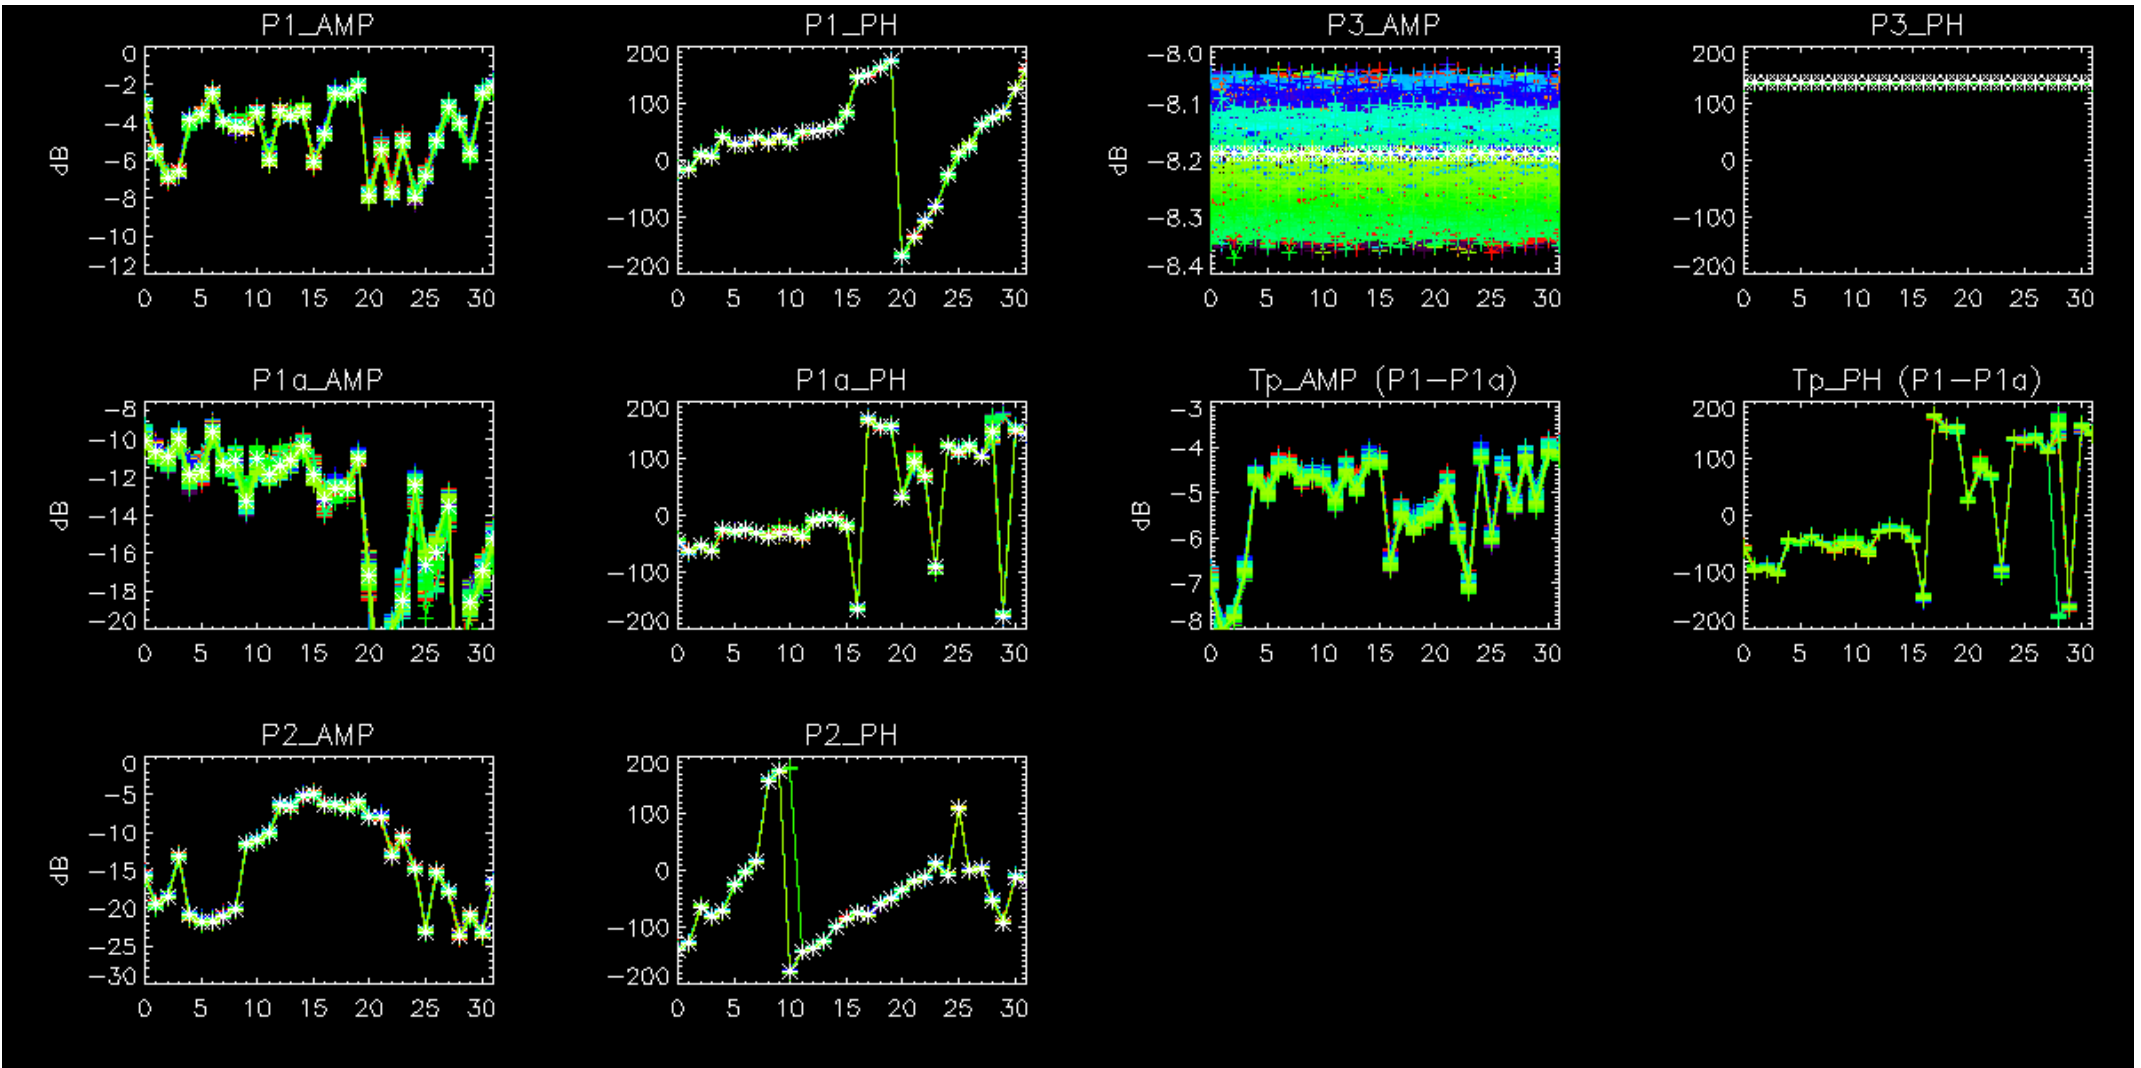 P1_AMP
P1_PH
P3_AMP
P3_PH
0
−2
−4
−6
−8
−10
−12
dB
0 5 10 15 20 25 30
200
100
0
−100
−200
0 5 10 15 20 25 30
−8.0
−8.1
−8.2
−8.3
−8.4
dB
0 5 10 15 20 25 30
200
100
0
−100
−200
0 5 10 15 20 25 30
P1a_AMP
P1a_PH
Tp_AMP (P1−P1a)
Tp_PH (P1−P1a)
−8
−10
−12
−14
−16
−18
−20
dB
0 5 10 15 20 25 30
200
100
0
−100
−200
0 5 10 15 20 25 30
−3
−4
−5
−6
−7
−8
dB
0 5 10 15 20 25 30
200
100
0
−100
−200
0 5 10 15 20 25 30
P2_AMP
P2_PH
0
−5
−10
−15
−20
−25
−30
dB
0 5 10 15 20 25 30
200
100
0
−100
−200
0 5 10 15 20 25 30